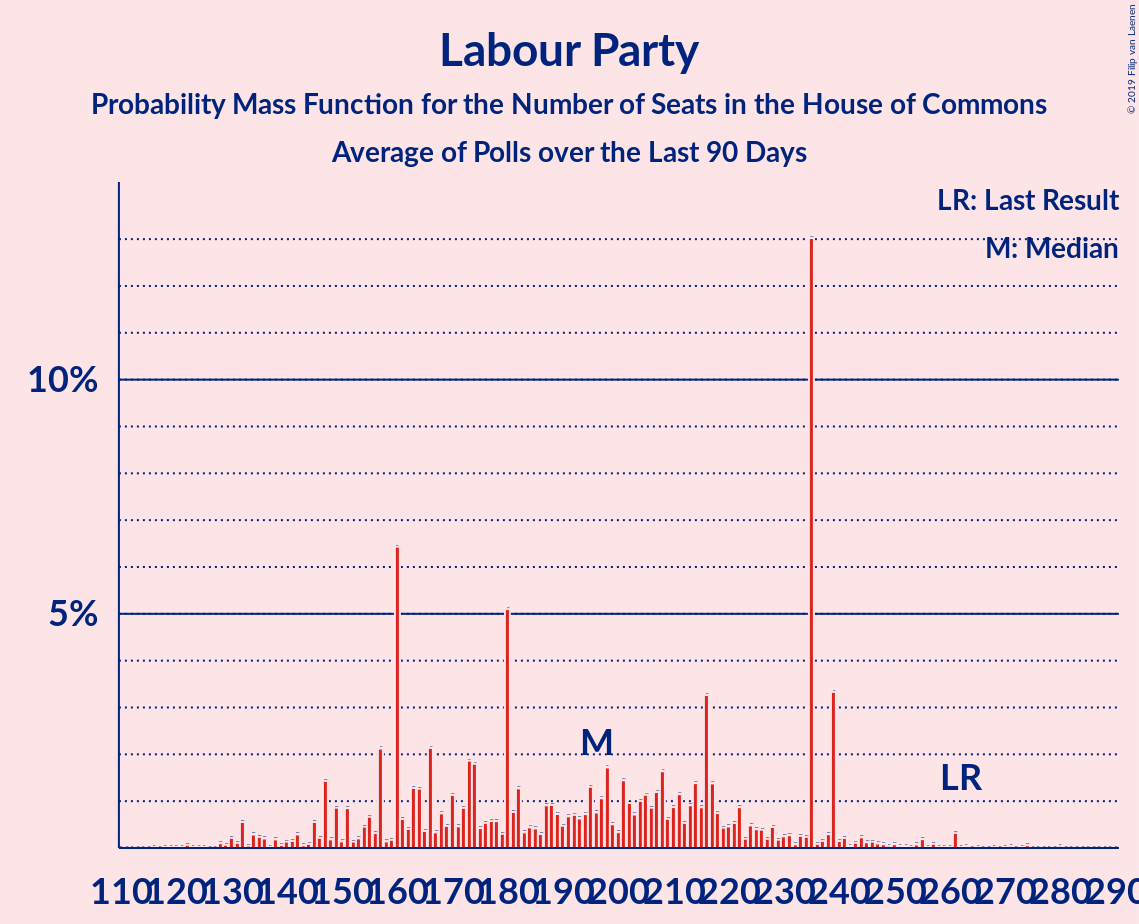 Labour Party
Probability Mass Function for the Number of Seats in the House of Commons
Average of Polls over the Last 90 Days
© 2019 Filip van Laenen
LR: Last Result
M: Median
10%
5%
M
LR
110 120 130 140 150 160 170 180 190 200 210 220 230 240 250 260 270 280 290